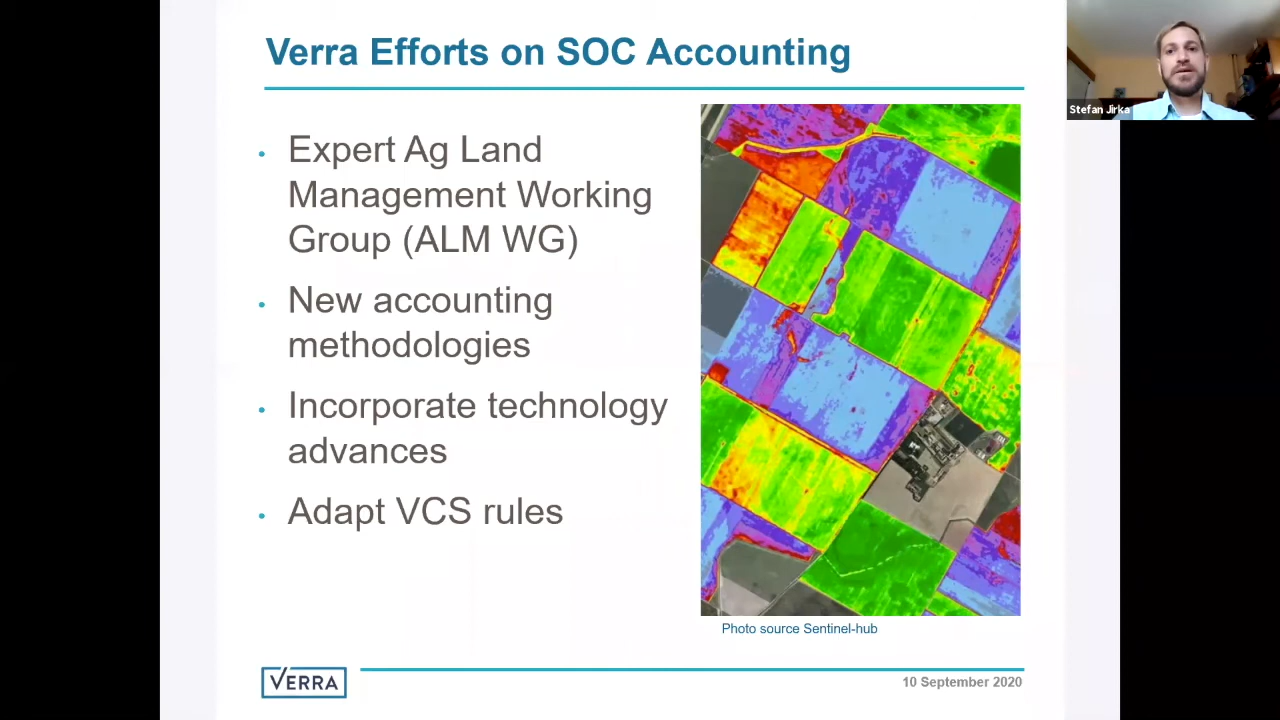 Verra Efforts on SOC Accounting
Stefan Jirka
• Expert Ag Land
Management Working
Group (ALM WG)
• New accounting
methodologies
• Incorporate technology
advances
• Adapt VCS rules
Photo source Sentinel-hub
VERRA
10 September 2020